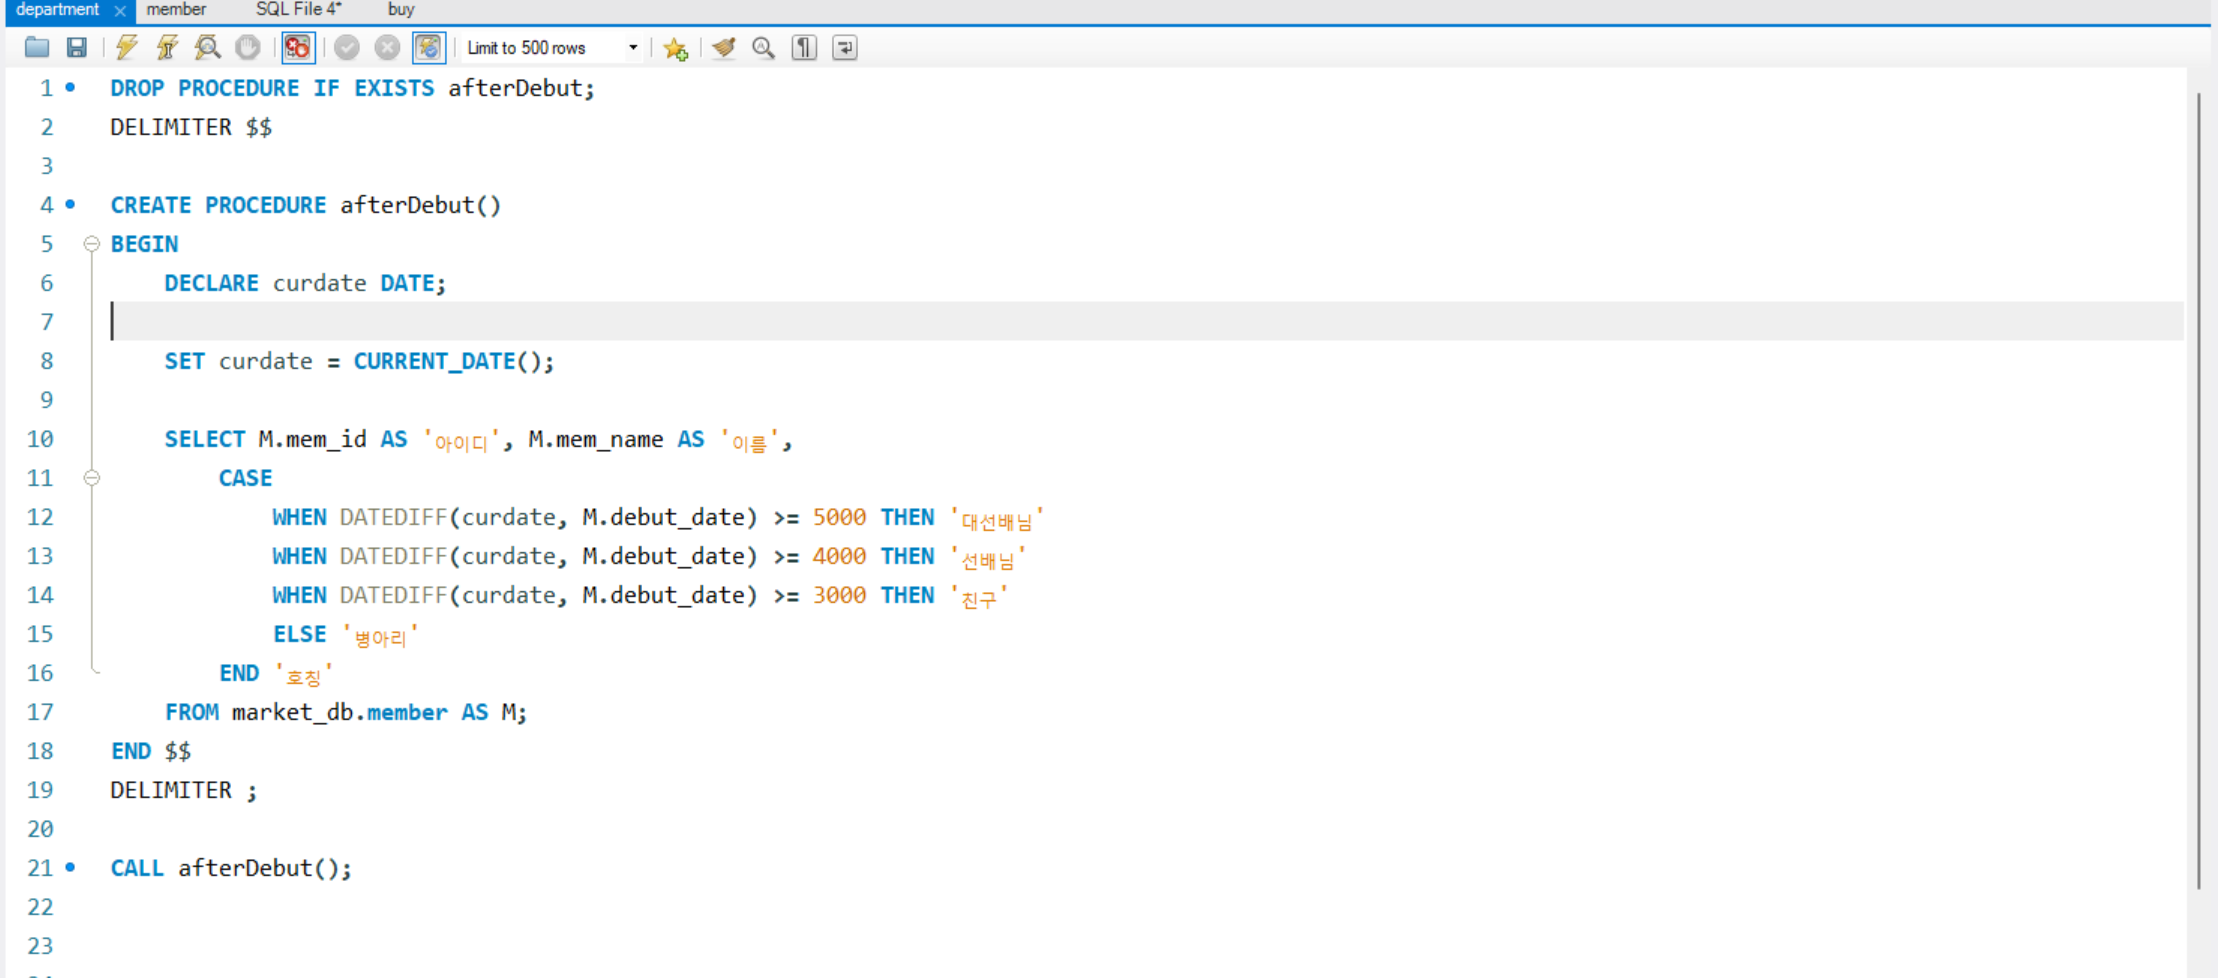 department × member SQL File 4* buy
Limit to 500 rows
1 DROP PROCEDURE IF EXISTS afterDebut;
2 DELIMITER $$
3
4 CREATE PROCEDURE afterDebut()
5 BEGIN
6 DECLARE curdate DATE;
7
8 SET curdate = CURRENT_DATE();
9
10 SELECT M.mem_id AS '아이디', M.mem_name AS '이름',
11 CASE
12 WHEN DATEDIFF(curdate, M.debut_date) >= 5000 THEN '대선배님'
13 WHEN DATEDIFF(curdate, M.debut_date) >= 4000 THEN '선배님'
14 WHEN DATEDIFF(curdate, M.debut_date) >= 3000 THEN '친구'
15 ELSE '병아리'
16 END '호칭'
17 FROM market_db.member AS M;
18 END $$
19 DELIMITER ;
20
21 CALL afterDebut();
22
23